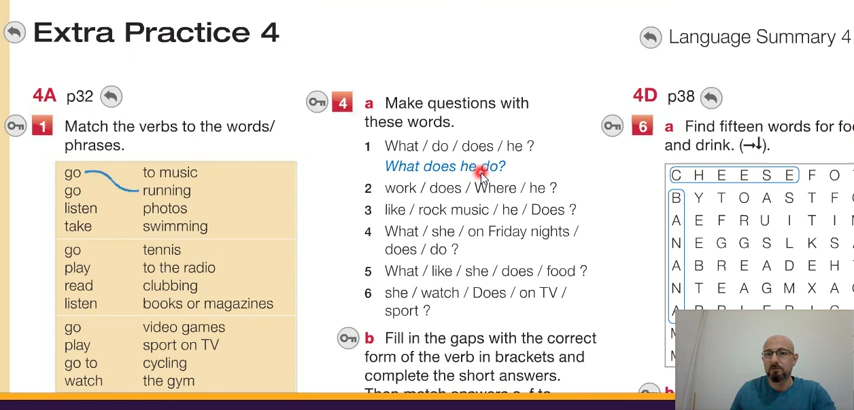 Extra Practice 4
Language Summary 4
4A p32
1 Match the verbs to the words/
phrases.
go to music
go running
listen photos
take swimming
go tennis
play to the radio
read clubbing
listen books or magazines
go video games
play sport on TV
go to cycling
watch the gym
4 a Make questions with
these words.
1 What / do / does / he ?
What does he do?
2 work / does / Where / he ?
3 like / rock music / he / Does ?
4 What / she / on Friday nights /
does / do ?
5 What / like / she / does / food ?
6 she / watch / Does / on TV /
sport ?
b Fill in the gaps with the correct
form of the verb in brackets and
complete the short answers.
4D p38
6 a Find fifteen words for
and drink. (→↓).
C H E E S E F O
B Y T O A S T F
A E F R U I T I
N E G G S L K S
A B R E A D E H
N T E A G M X A